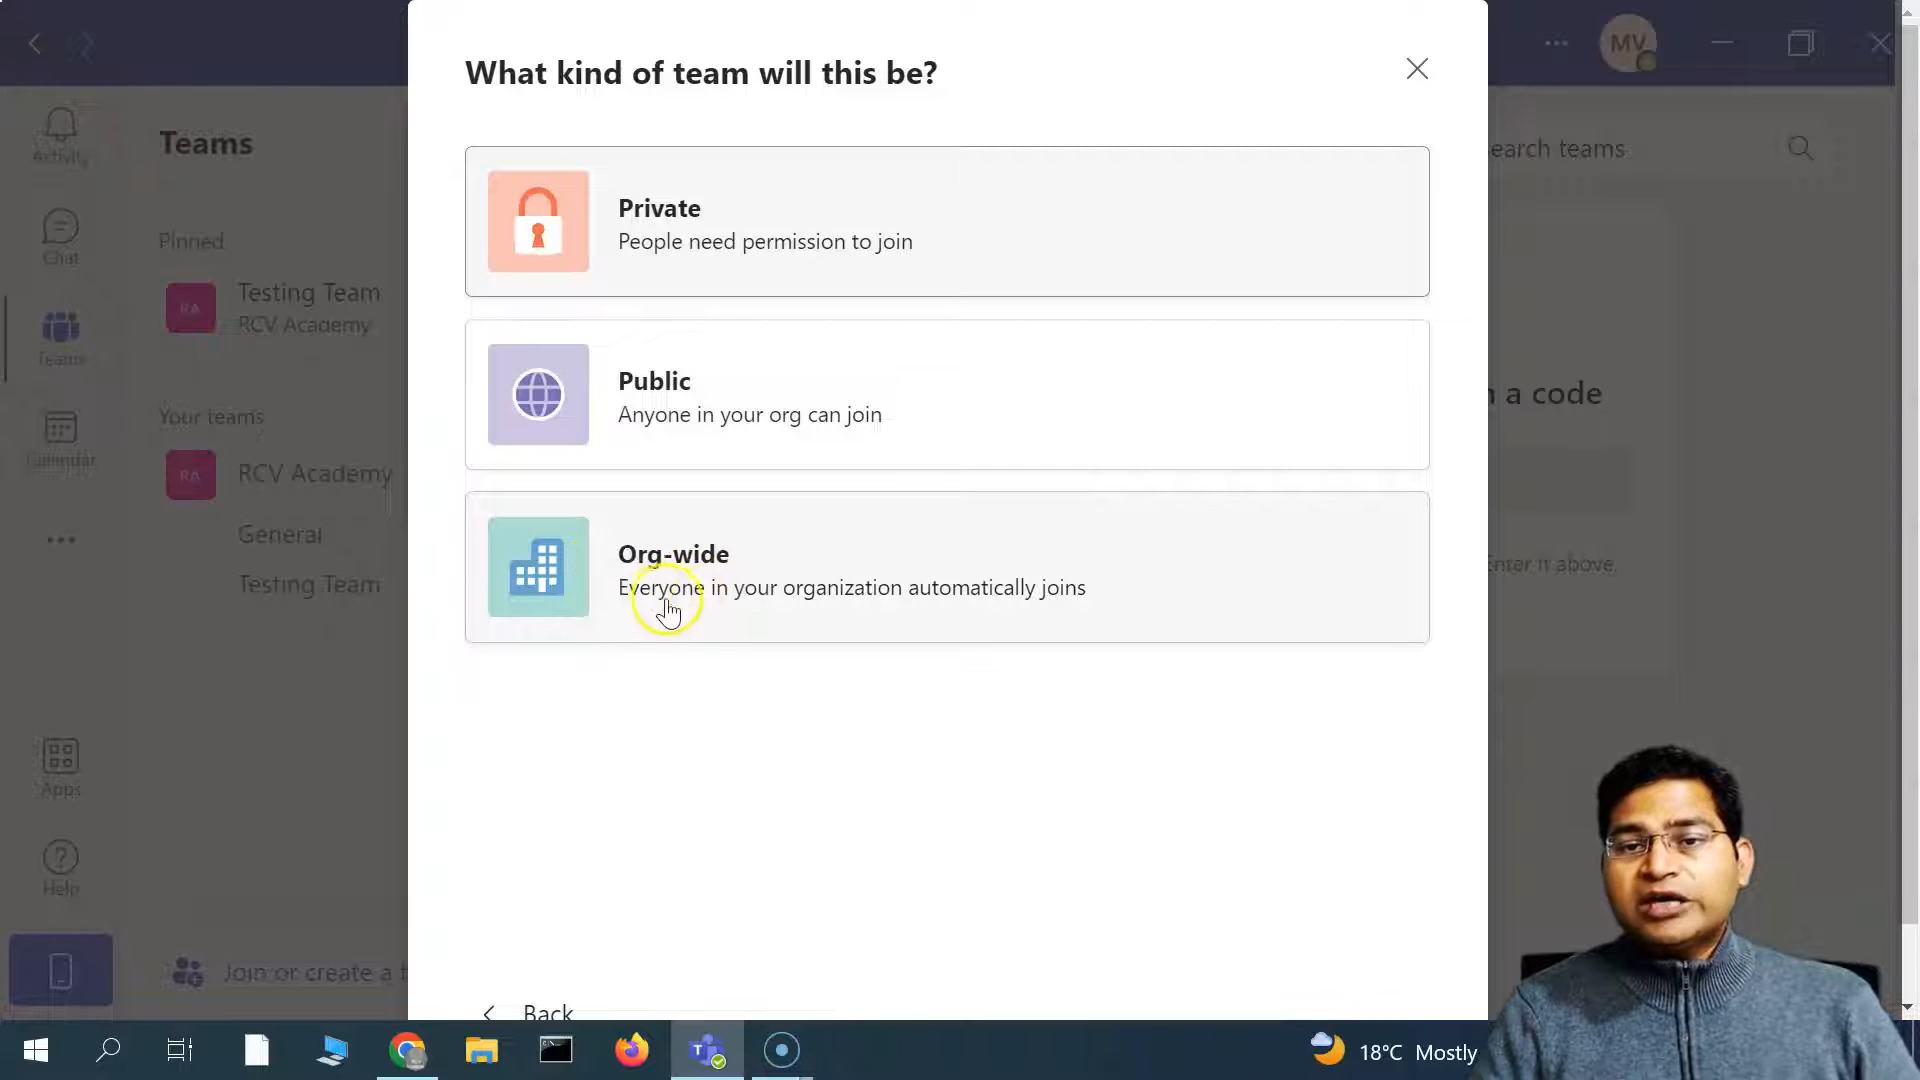 What kind of team will this be?
MV
Activity
Chat
Teams
Calendar
Apps
Help
Teams
Pinned
RA
Testing Team
RCV Academy
Your teams
RA
RCV Academy
General
Testing Team
Join or create a
Private
People need permission to join
Public
Anyone in your org can join
Org-wide
Everyone in your organization automatically joins
Back
earch teams
a code
Enter it above.
18°C Mostly